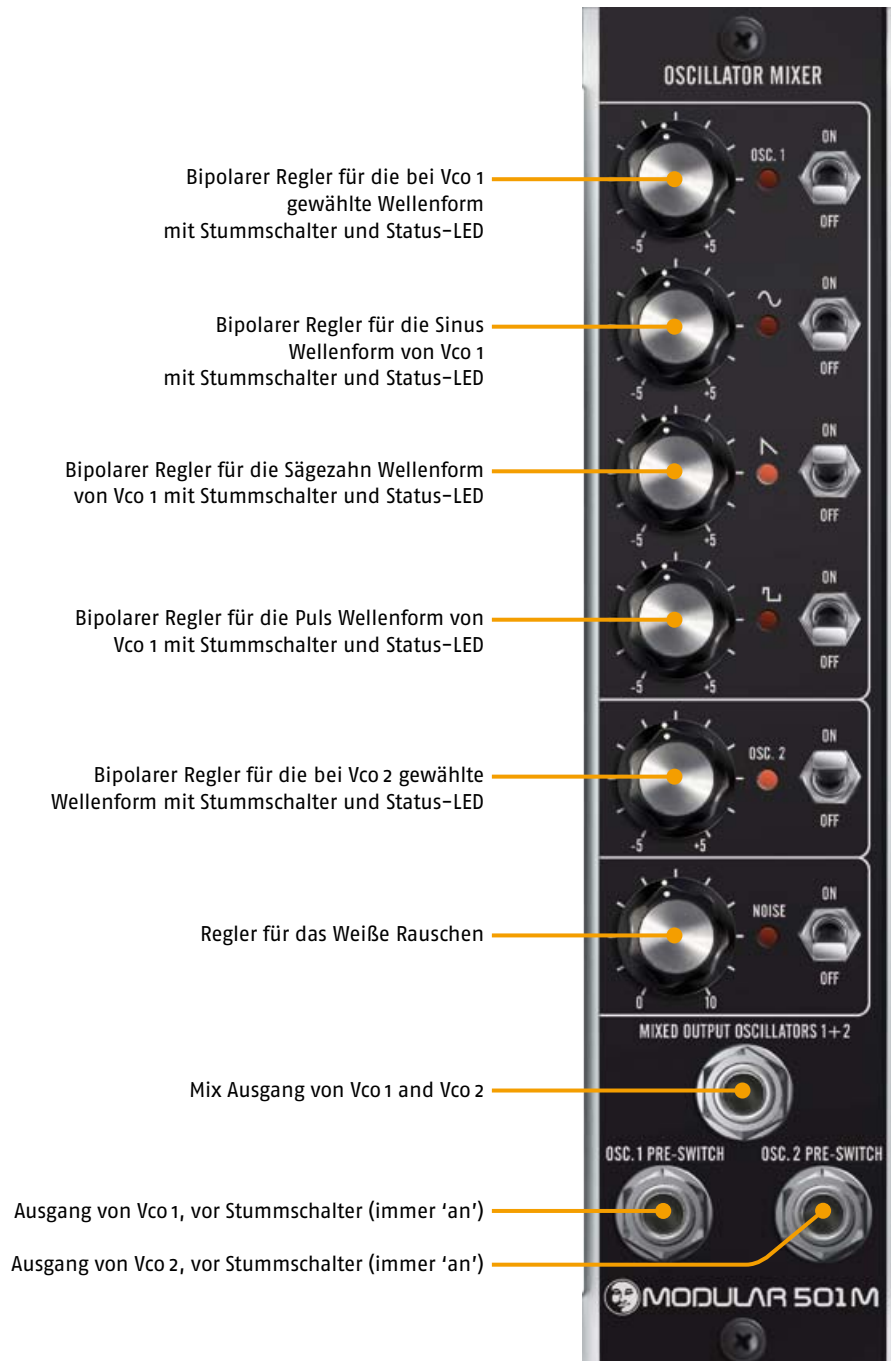 OSCILLATOR MIXER
Bipolarer Regler für die bei Vco 1
gewählte Wellenform
mit Stummschalter und Status-LED
OSC. 1
ON
OFF
-5 +5
Bipolarer Regler für die Sinus
Wellenform von Vco 1
mit Stummschalter und Status-LED
ON
OFF
-5 +5
Bipolarer Regler für die Sägezahn Wellenform
von Vco 1 mit Stummschalter und Status-LED
ON
OFF
-5 +5
Bipolarer Regler für die Puls Wellenform von
Vco 1 mit Stummschalter und Status-LED
ON
OFF
-5 +5
Bipolarer Regler für die bei Vco 2 gewählte
Wellenform mit Stummschalter und Status-LED
OSC. 2
ON
OFF
-5 +5
Regler für das Weiße Rauschen
NOISE
ON
OFF
0 10
MIXED OUTPUT OSCILLATORS 1+2
Mix Ausgang von Vco 1 and Vco 2
OSC. 1 PRE-SWITCH OSC. 2 PRE-SWITCH
Ausgang von Vco 1, vor Stummschalter (immer ‘an’)
Ausgang von Vco 2, vor Stummschalter (immer ‘an’)
MODULAR 501M